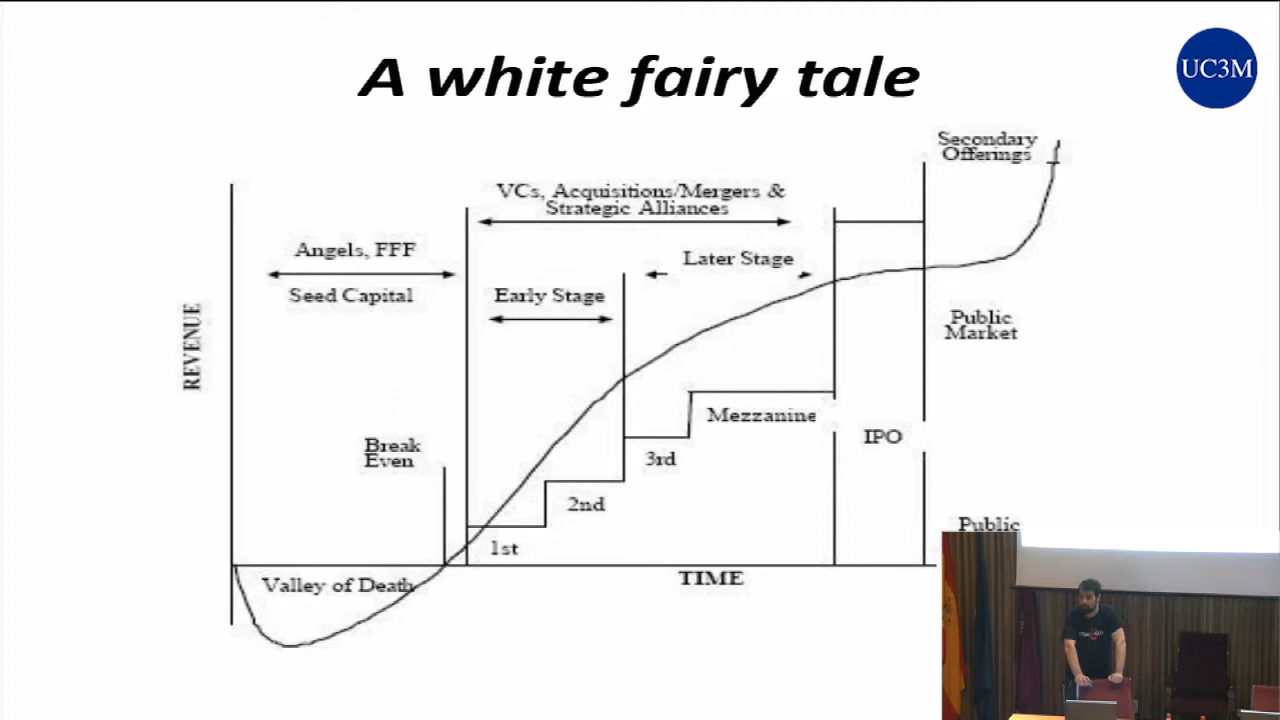 A white fairy tale
UC3M
Secondary
Offerings
VCs, Acquisitions/Mergers &
Strategic Alliances
Angels, FFF
Later Stage
Seed Capital
Early Stage
REVENUE
Public
Market
Mezzanine
Break
Even
IPO
3rd
2nd
Public
1st
Valley of Death
TIME